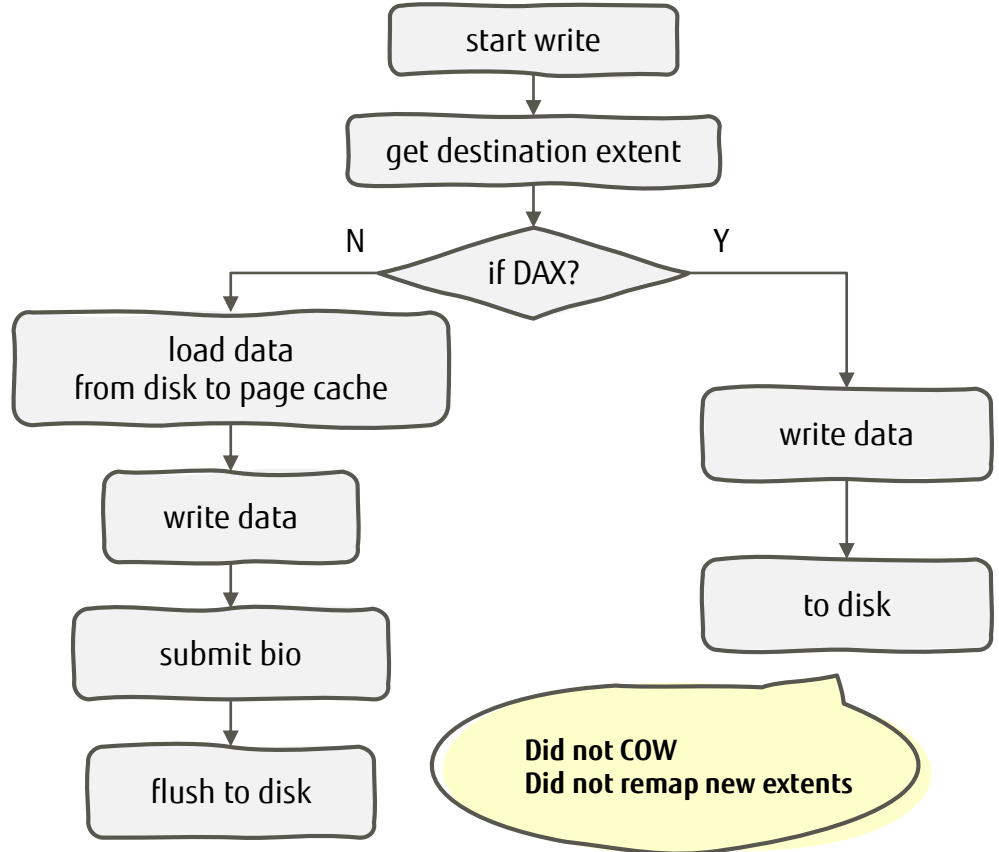 start write
get destination extent
if DAX?
N
Y
load data
from disk to page cache
write data
submit bio
flush to disk
write data
to disk
Did not COW
Did not remap new extents